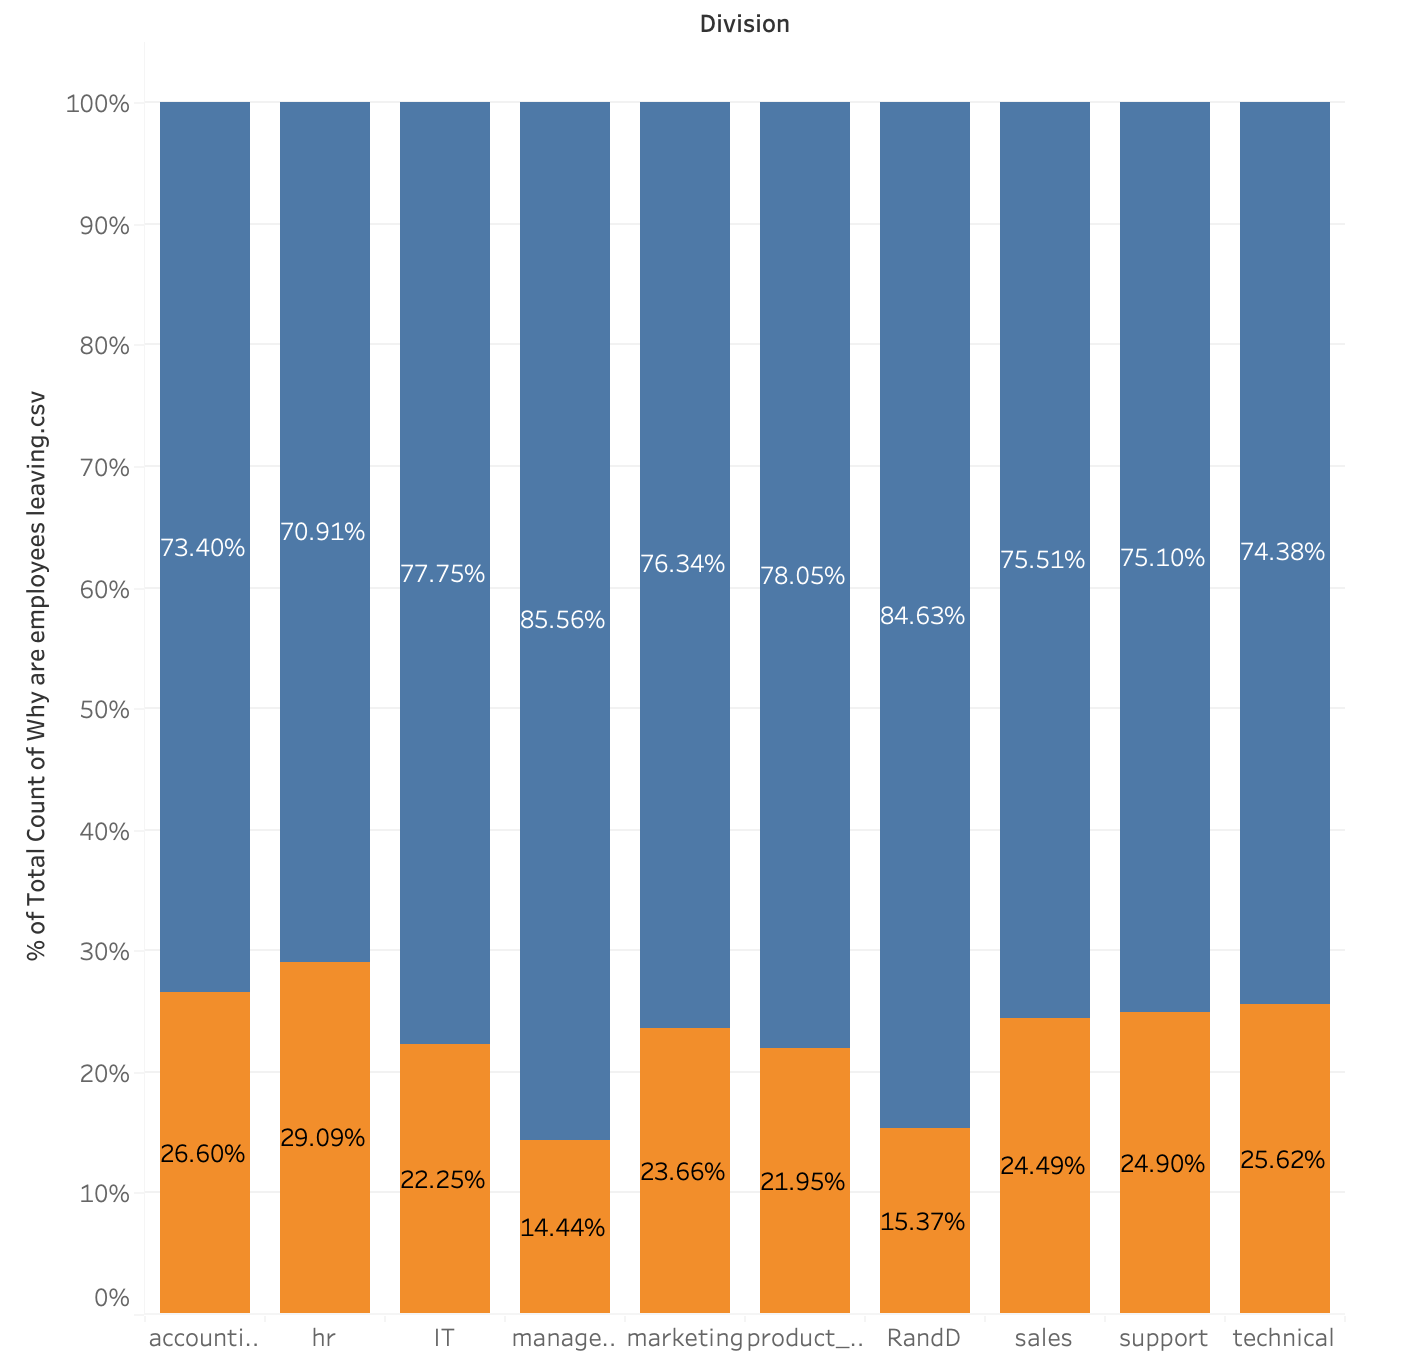 Division
% of Total Count of Why are employees leaving.csv
100%
90%
80%
70%
60%
50%
40%
30%
20%
10%
0%
73.40% 70.91% 77.75% 85.56% 76.34% 78.05% 84.63% 75.51% 75.10% 74.38%
26.60% 29.09% 22.25% 14.44% 23.66% 21.95% 15.37% 24.49% 24.90% 25.62%
accounti.. hr IT manage.. marketing product_.. RandD sales support technical